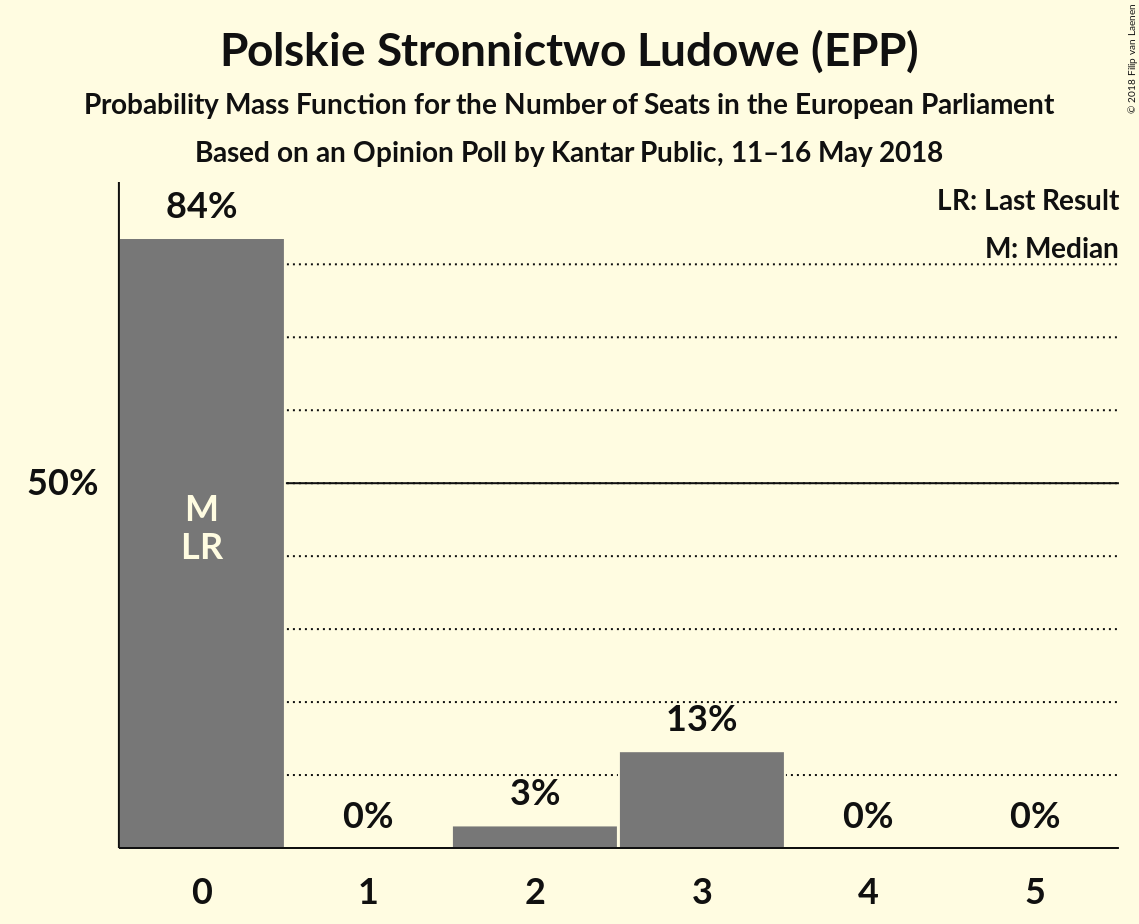 Polskie Stronnictwo Ludowe (EPP)
Probability Mass Function for the Number of Seats in the European Parliament
Based on an Opinion Poll by Kantar Public, 11–16 May 2018
© 2018 Filip van Laenen
LR: Last Result
M: Median
84%
50%
M
LR
13%
3%
0%
0%
0%
0 1 2 3 4 5